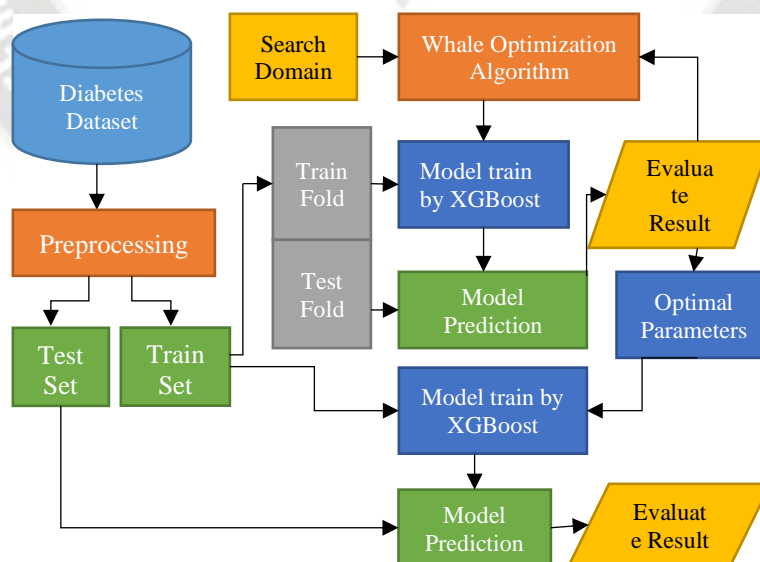 Search
Domain
Whale Optimization
Algorithm
Diabetes
Dataset
Train
Fold
Model train
by XGBoost
Evalua
te
Result
Preprocessing
Test
Fold
Model
Prediction
Optimal
Parameters
Test
Set
Train
Set
Model train by
XGBoost
Model
Prediction
Evaluat
e Result